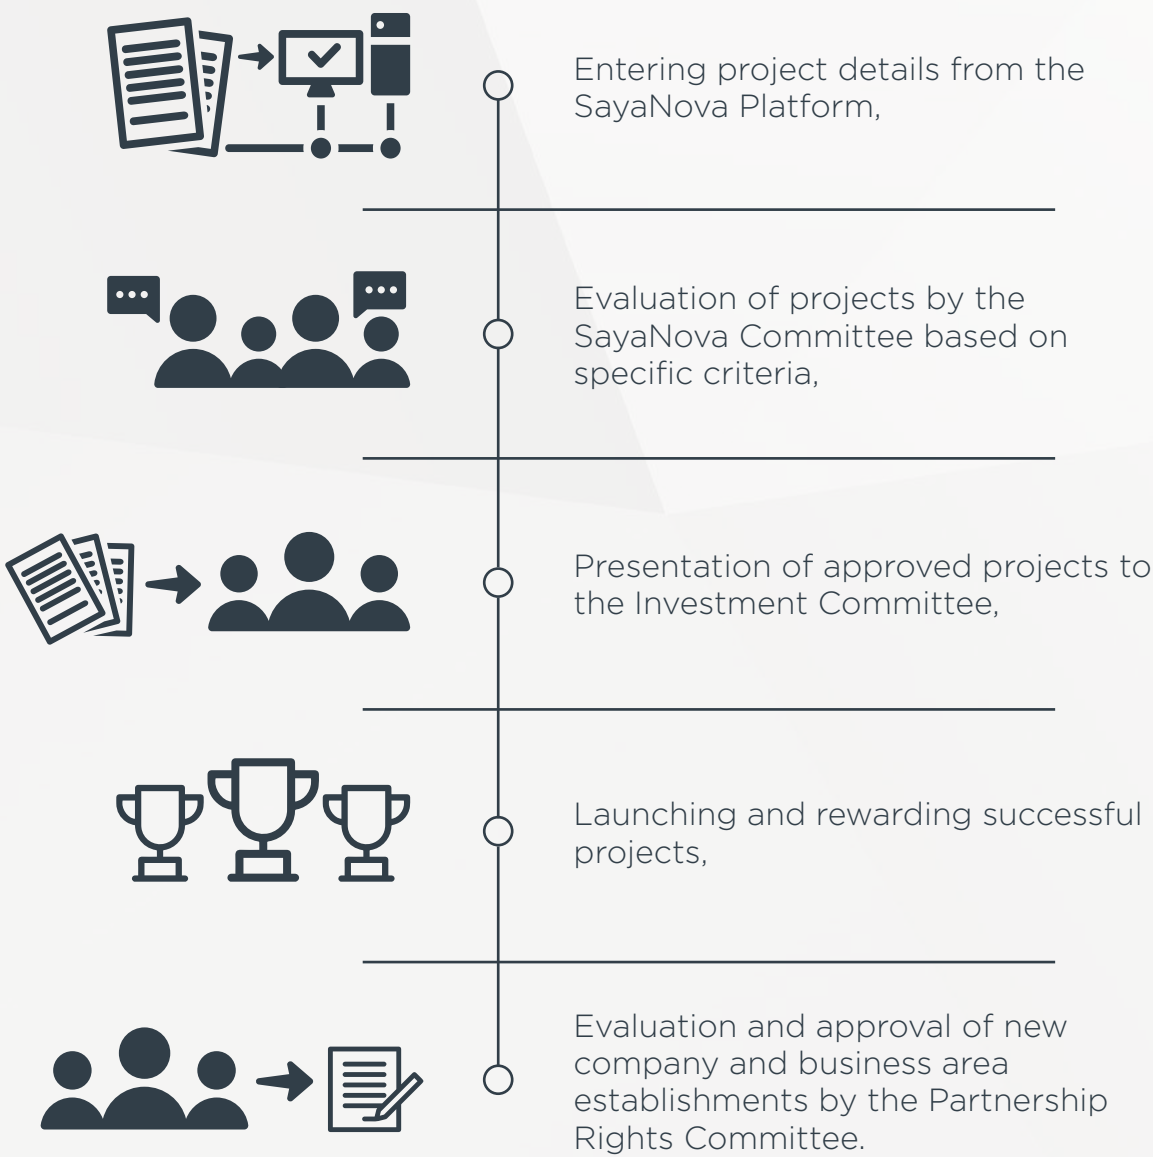 Entering project details from the
SayaNova Platform,
Evaluation of projects by the
SayaNova Committee based on
specific criteria,
Presentation of approved projects to
the Investment Committee,
Launching and rewarding successful
projects,
Evaluation and approval of new
company and business area
establishments by the Partnership
Rights Committee.